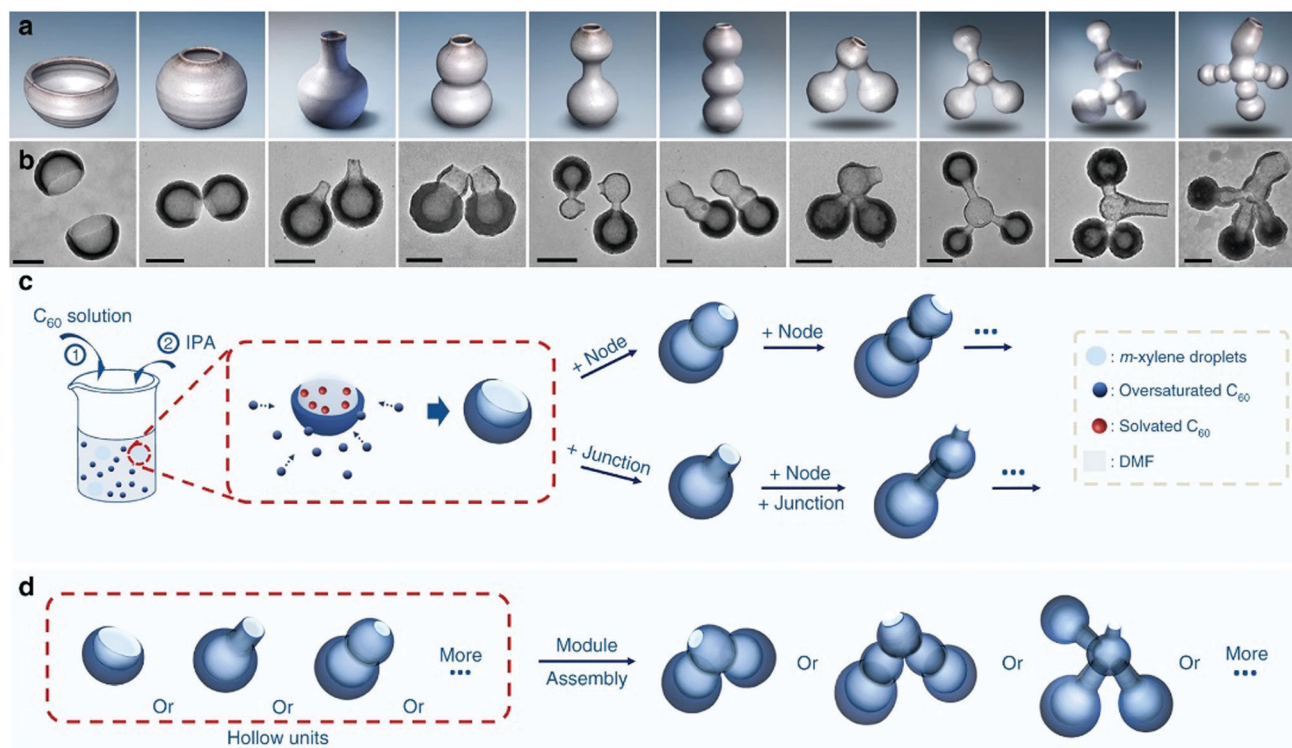 a
b
c
C60 solution
① ② IPA
+ Node
+ Node
•••
+ Junction
+ Node
+ Junction
•••
: m-xylene droplets
: Oversaturated C60
: Solvated C60
: DMF
d
Or
Or
Or
More
•••
Hollow units
Module
Assembly
Or
Or
Or
More
•••